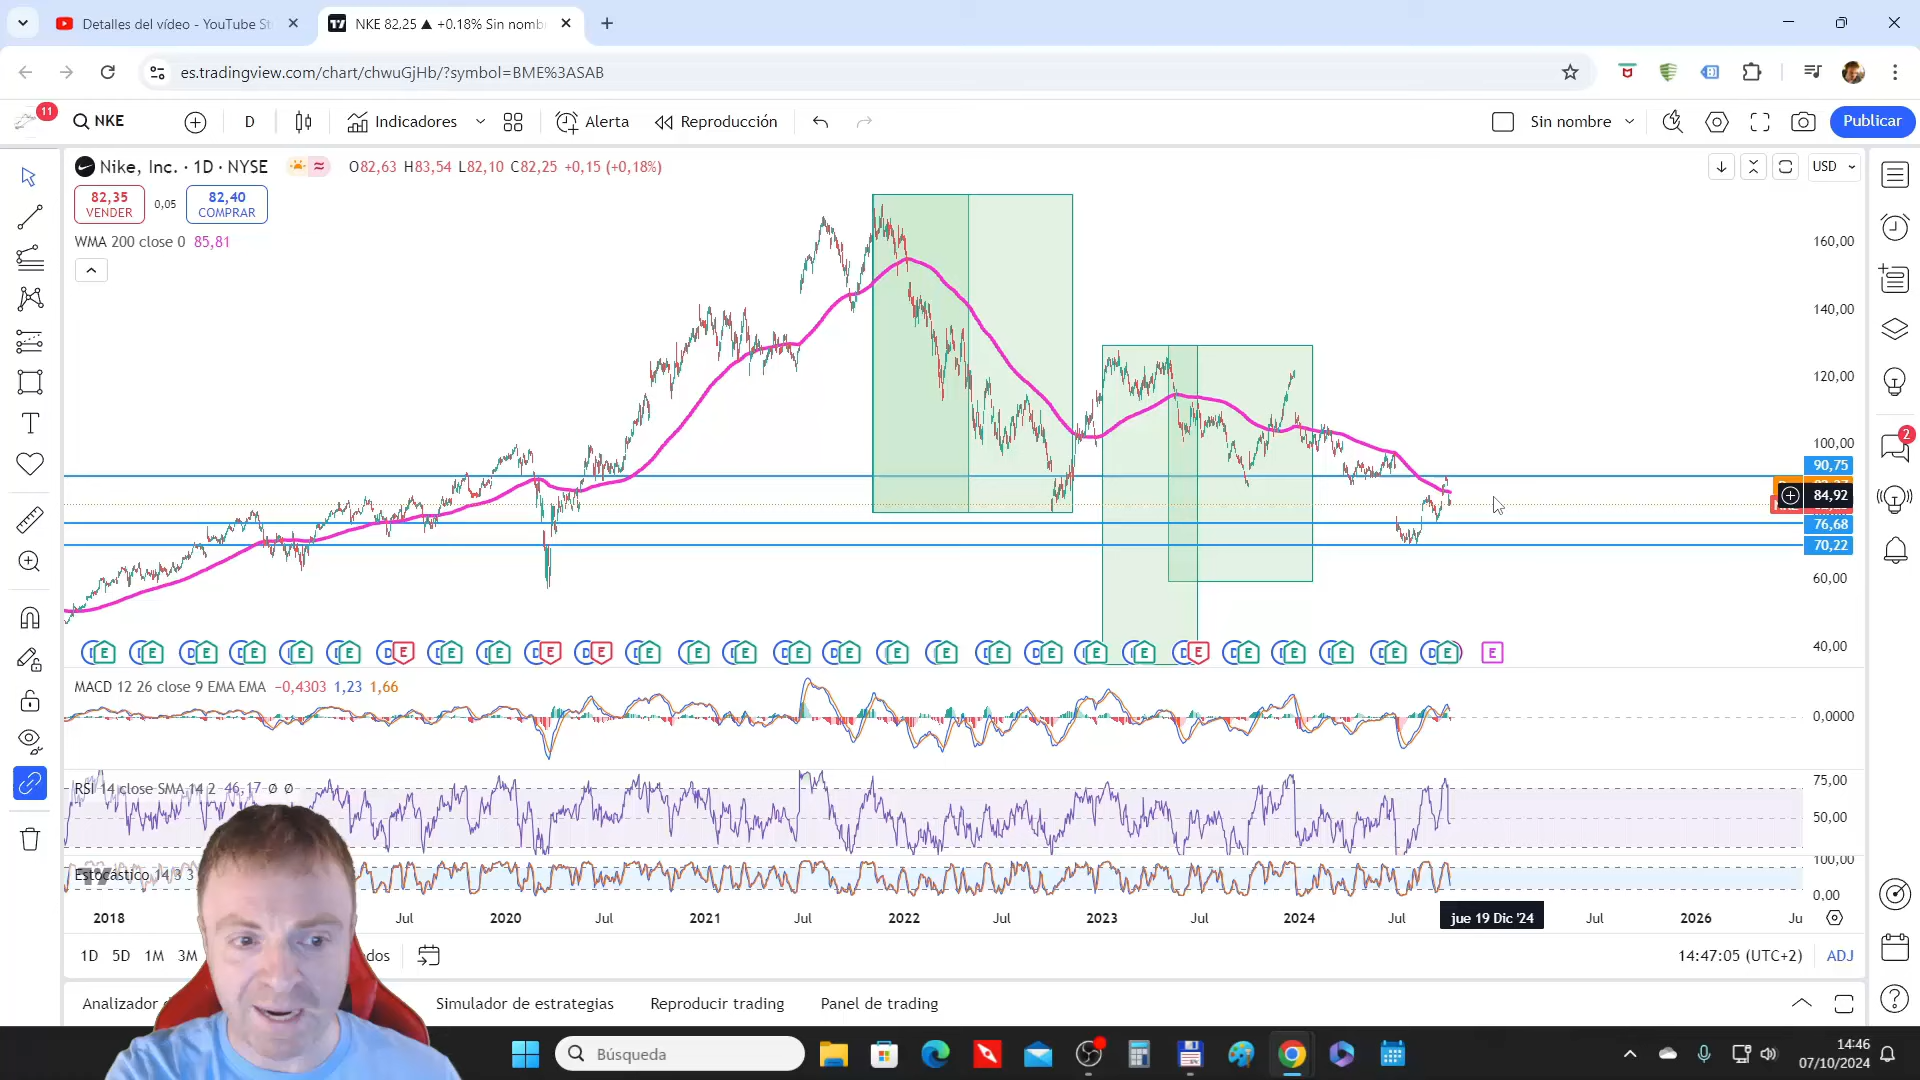 Detalles del vídeo - YouTube St
NKE 82,25 ▲ +0.18% Sin nomb
es.tradingview.com/chart/chwuGjHb/?symbol=BME%3ASAB
11
NKE
D
Indicadores
Alerta
Reproducción
Sin nombre
Publicar
Nike, Inc. · 1D · NYSE
O82,63 H83,54 L82,10 C82,25 +0,15 (+0,18%)
USD
82,35
VENDER
0,05
82,40
COMPRAR
WMA 200 close 0 85,81
160,00
140,00
120,00
100,00
90,75
84,92
76,68
70,22
60,00
40,00
2
MACD 12 26 close 9 EMA EMA −0,4303 1,23 1,66
0,0000
RSI 14 close SMA 14 2 46,17 ∅ ∅
75,00
50,00
Estocástico 14 3 3
100,00
0,00
2018 Jul 2020 Jul 2021 Jul 2022 Jul 2023 Jul 2024 Jul jue 19 Dic '24 Jul 2026 Ju
1D 5D 1M 3M dos
14:47:05 (UTC+2) ADJ
Analizador Simulador de estrategias Reproducir trading Panel de trading
Búsqueda
14:46
07/10/2024